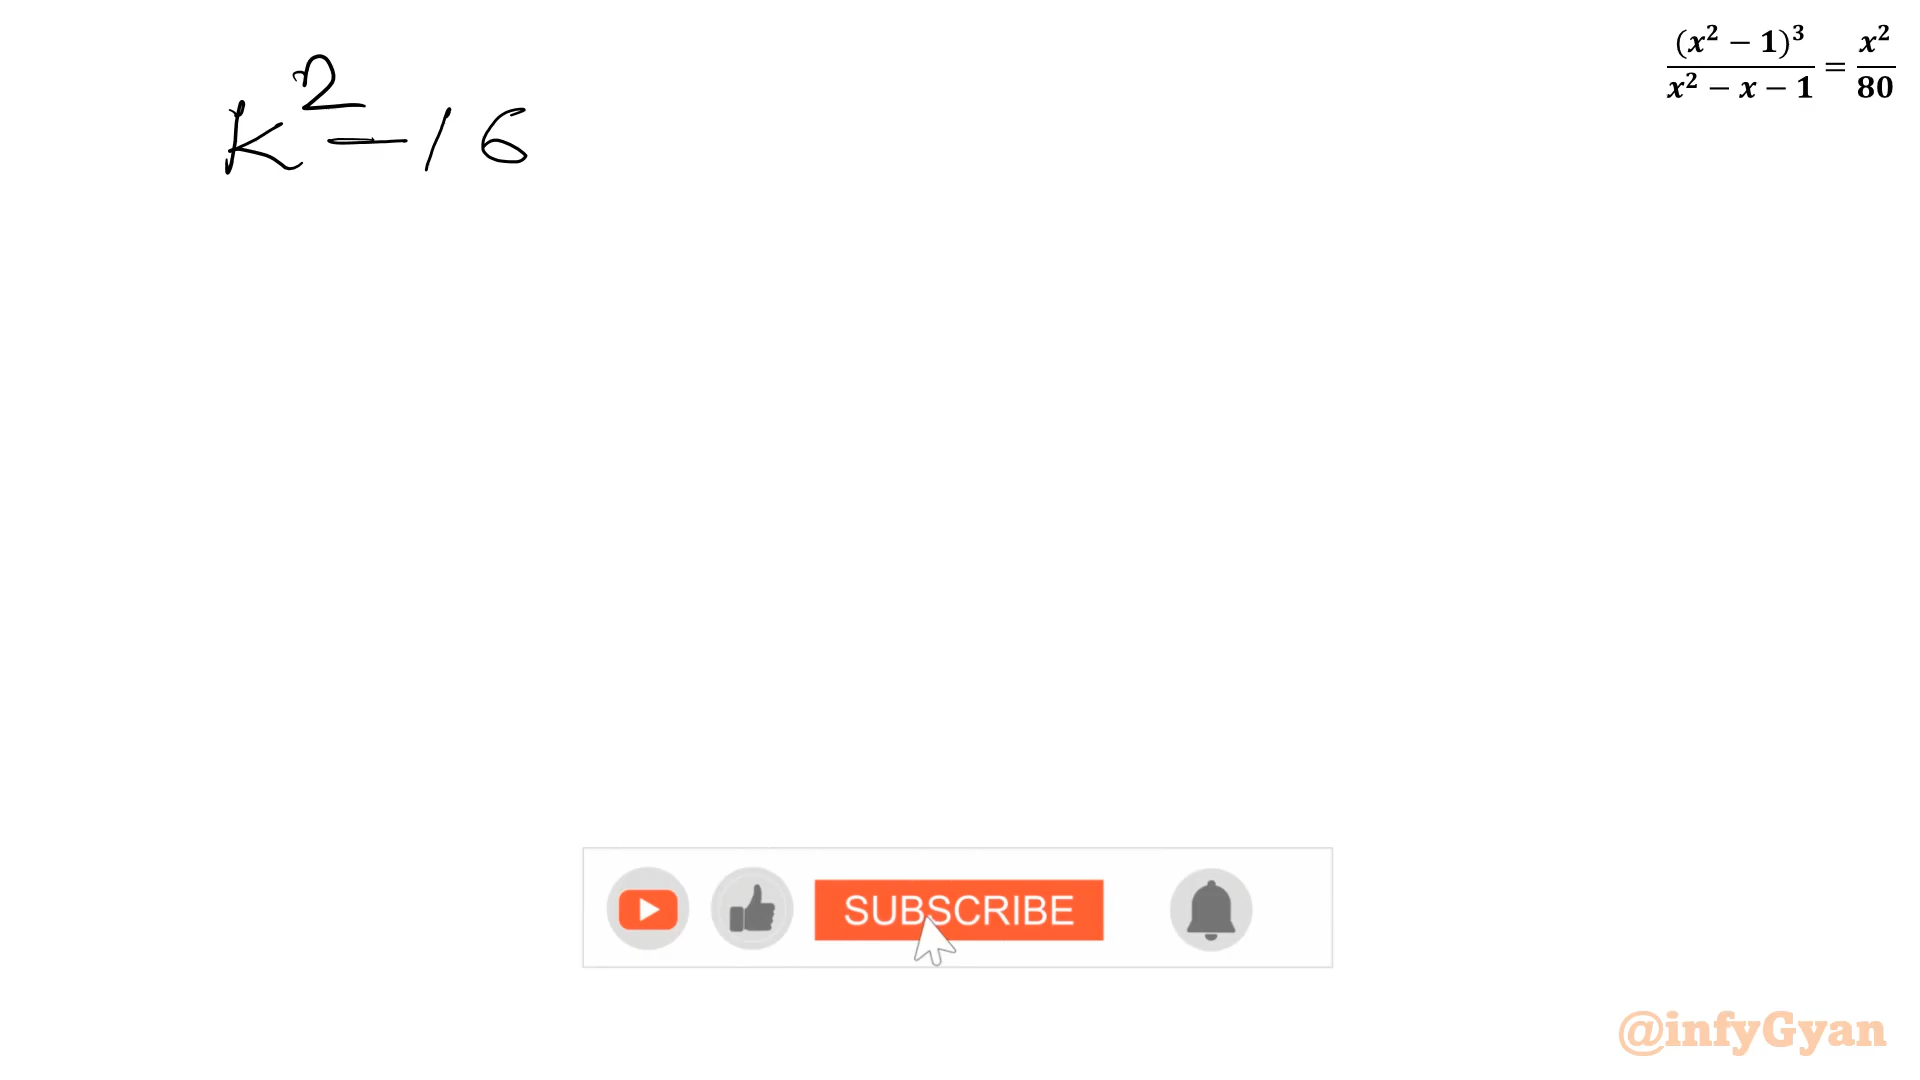 k² – 16
(x² − 1)³ / (x² − x − 1) = x² / 80
SUBSCRIBE
@infyGyan